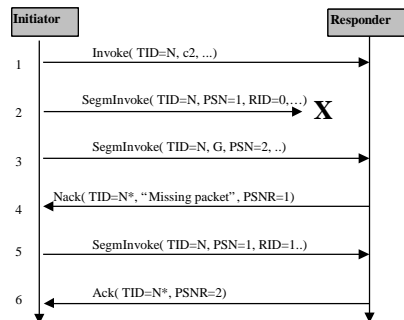 Initiator
Responder
Invoke( TID=N, c2, ...)
1
SegmInvoke( TID=N, PSN=1, RID=0,…)
2
X
SegmInvoke( TID=N, G, PSN=2, ..)
3
Nack( TID=N*, “Missing packet”, PSNR=1)
4
SegmInvoke( TID=N, PSN=1, RID=1..)
5
Ack( TID=N*, PSNR=2)
6